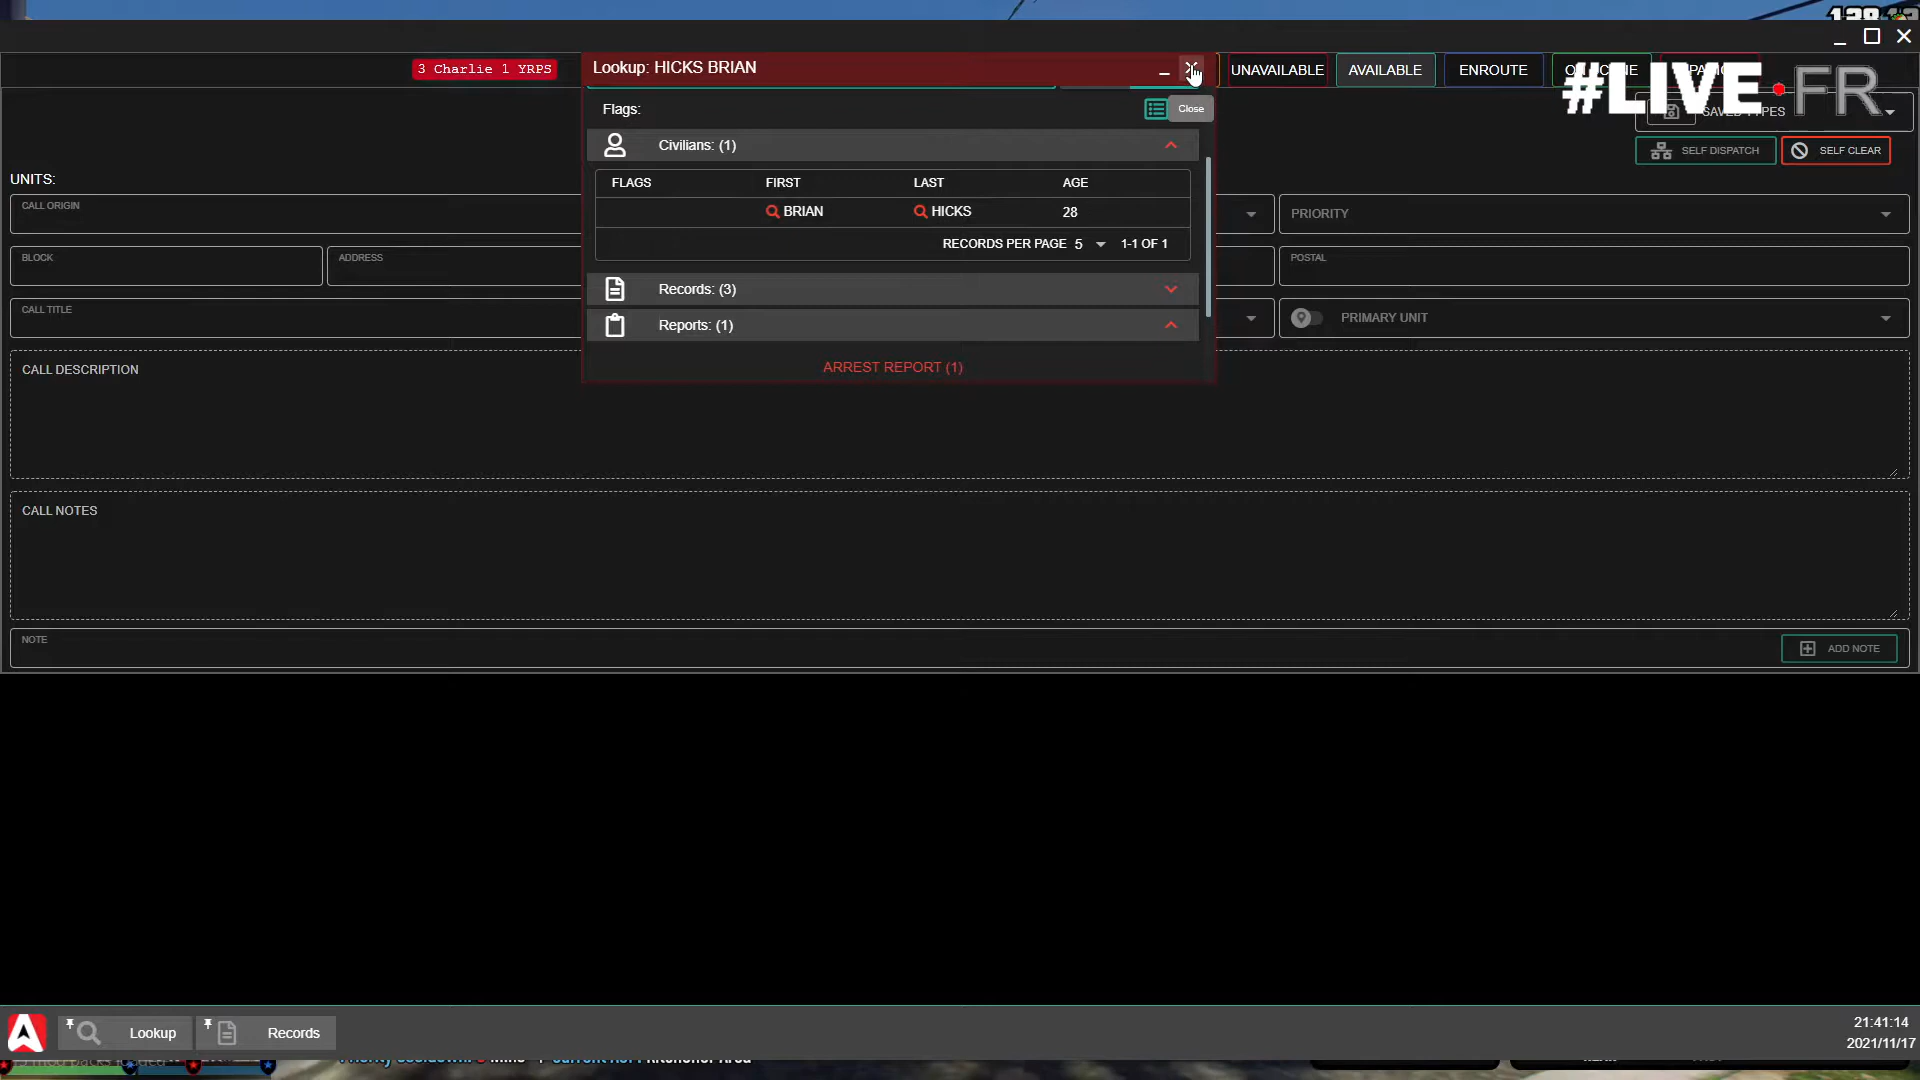 3 Charlie 1 YRPS
Lookup: HICKS BRIAN
UNAVAILABLE
AVAILABLE
ENROUTE
#LIVE FR
Flags:
Close
SAVED TYPES
Civilians: (1)
SELF DISPATCH
SELF CLEAR
UNITS:
FLAGS FIRST LAST AGE
BRIAN HICKS 28
CALL ORIGIN
PRIORITY
RECORDS PER PAGE 5 1-1 OF 1
BLOCK
ADDRESS
POSTAL
Records: (3)
CALL TITLE
Reports: (1)
PRIMARY UNIT
CALL DESCRIPTION
ARREST REPORT (1)
CALL NOTES
NOTE
ADD NOTE
Lookup
Records
21:41:14
2021/11/17